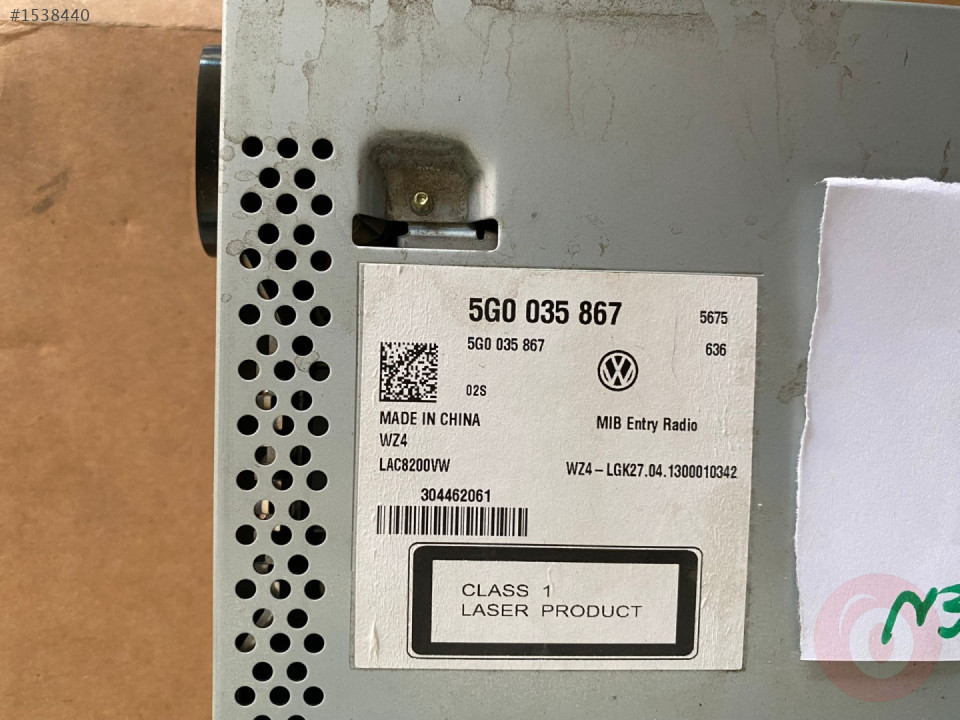 #1538440
5G0 035 867
5675
5G0 035 867
636
02S
MADE IN CHINA
MIB Entry Radio
WZ4
LAC8200VW
WZ4-LGK27.04.1300010342
304462061
CLASS 1
LASER PRODUCT
N3